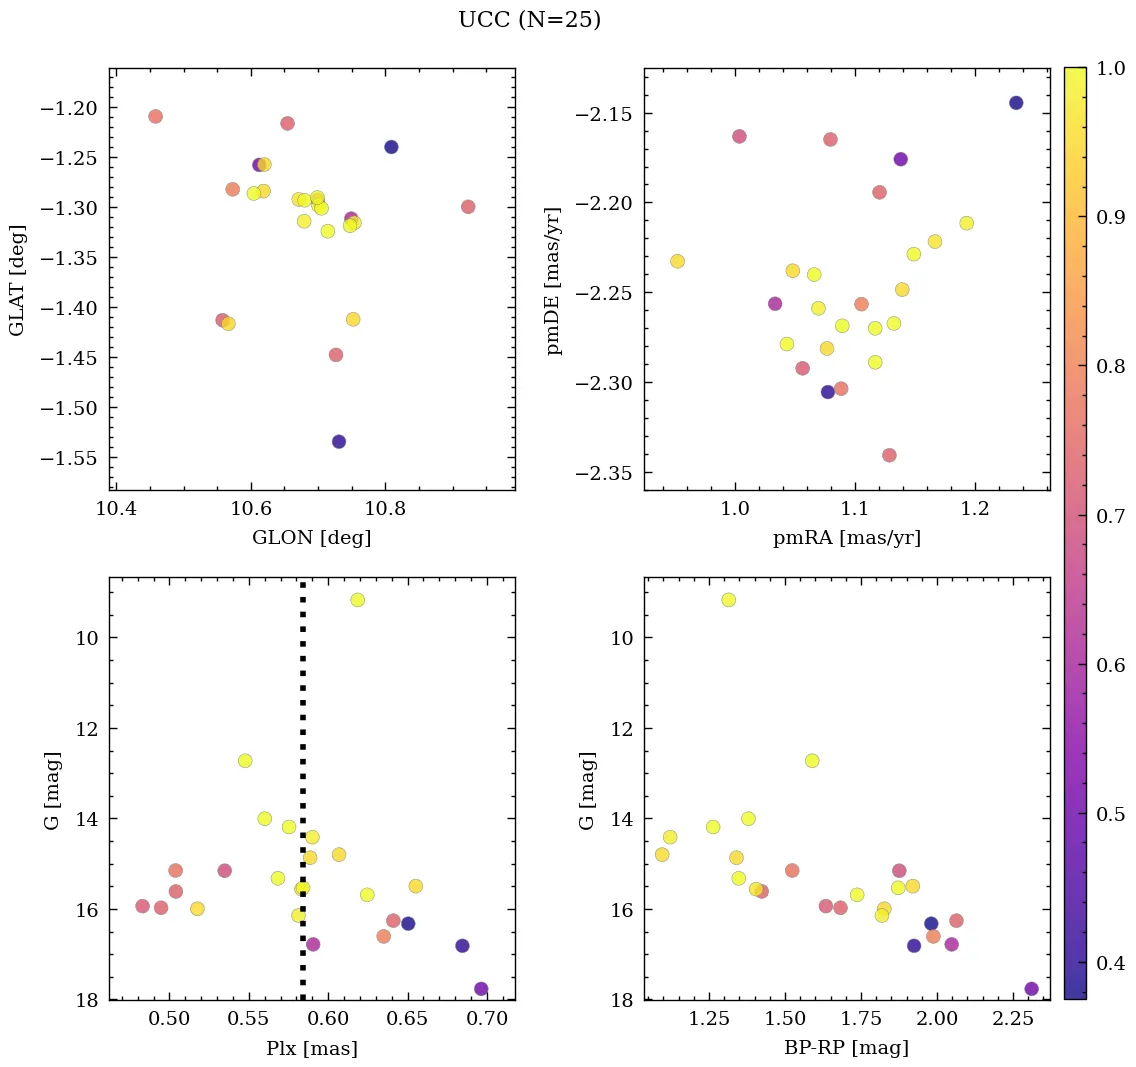 UCC (N=25)
−1.20
−1.25
−1.30
−1.35
−1.40
−1.45
−1.50
−1.55
GLAT [deg]
10.4 10.6 10.8
GLON [deg]
−2.15
−2.20
−2.25
−2.30
−2.35
pmDE [mas/yr]
1.0 1.1 1.2
pmRA [mas/yr]
10
12
14
16
18
G [mag]
0.50 0.55 0.60 0.65 0.70
Plx [mas]
10
12
14
16
18
G [mag]
1.25 1.50 1.75 2.00 2.25
BP-RP [mag]
1.0
0.9
0.8
0.7
0.6
0.5
0.4